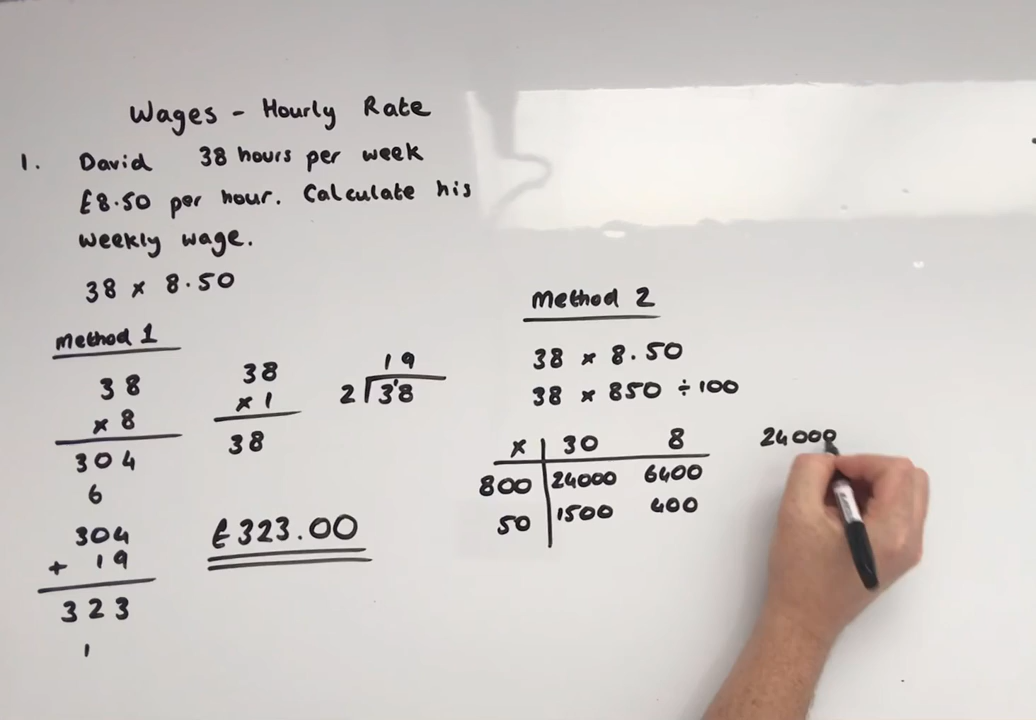 Wages - Hourly Rate
1. David 38 hours per week
£8.50 per hour. Calculate his
weekly wage.
38 x 8.50
Method 1
38
x 8
304
6
304
+ 19
323
1
38
x 1
38
19
2 3'8
£323.00
Method 2
38 x 8.50
38 x 850 ÷100
x 30 8
800 24000 6400
50 1500 400
24000